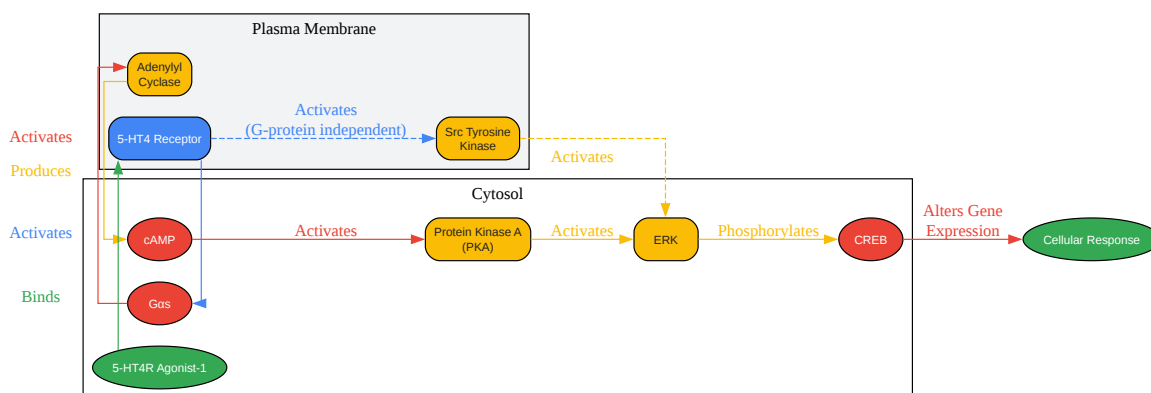 Plasma Membrane
Adenylyl
Cyclase
5-HT4 Receptor
Activates
(G-protein independent)
Src Tyrosine
Kinase
Activates
Activates
Produces
Activates
Binds
Cytosol
cAMP
Activates
Protein Kinase A
(PKA)
Activates
ERK
Phosphorylates
CREB
Alters Gene
Expression
Cellular Response
Gαs
5-HT4R Agonist-1